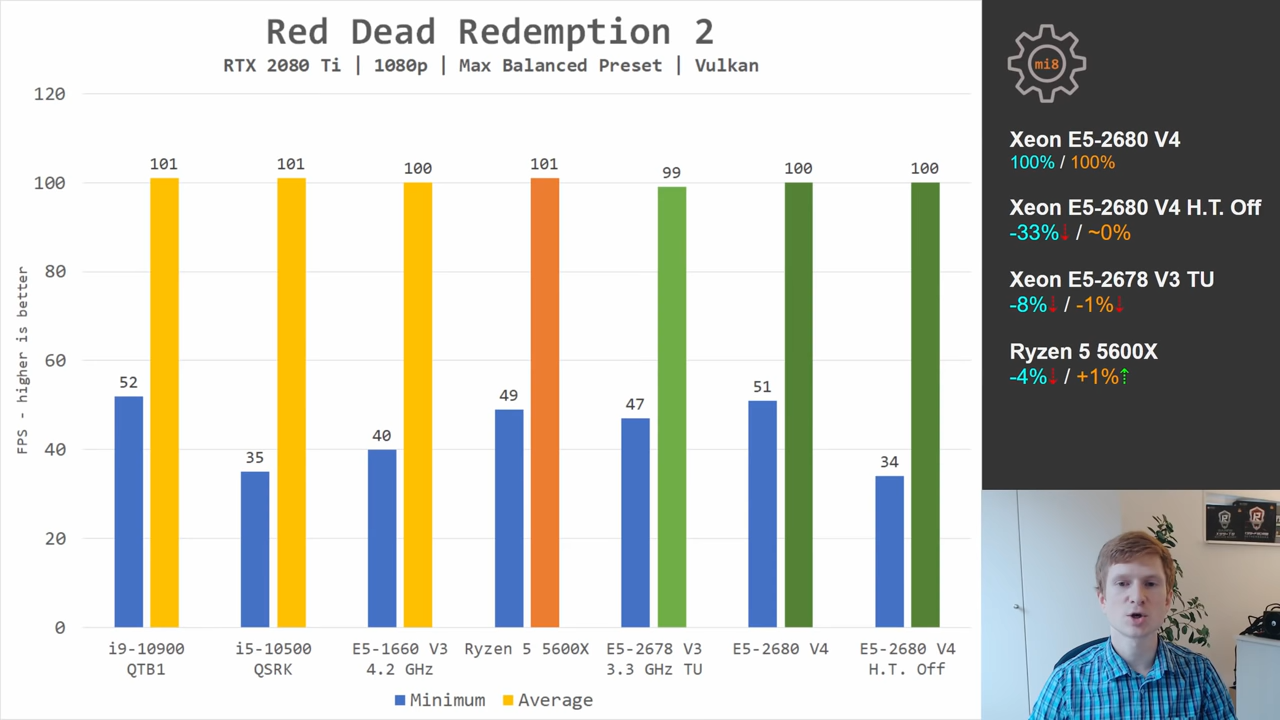 Red Dead Redemption 2
RTX 2080 Ti | 1080p | Max Balanced Preset | Vulkan
FPS - higher is better
120
100
80
60
40
20
0
52
101
35
101
40
100
49
101
47
99
51
100
34
100
i9-10900
QTB1
i5-10500
QSRK
E5-1660 V3
4.2 GHz
Ryzen 5 5600X
E5-2678 V3
3.3 GHz TU
E5-2680 V4
E5-2680 V4
H.T. Off
Minimum
Average
mi8
Xeon E5-2680 V4
100% / 100%
Xeon E5-2680 V4 H.T. Off
-33%⇣ / ~0%
Xeon E5-2678 V3 TU
-8%⇣ / -1%⇣
Ryzen 5 5600X
-4%⇣ / +1%⇡